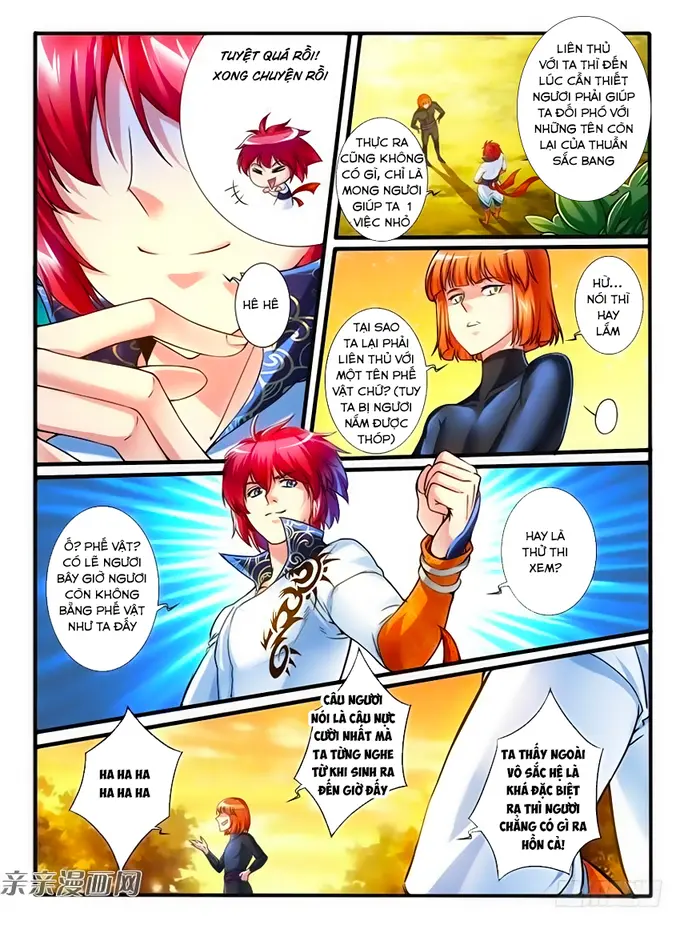 TUYỆT QUÁ RỒI!
XONG CHUYỆN RỒI
HÊ HÊ
LIÊN THỦ
VỚI TA THÌ ĐẾN
LÚC CẦN THIẾT
NGƯƠI PHẢI GIÚP
TA ĐỐI PHÓ VỚI
NHỮNG TÊN CÒN
LẠI CỦA THUẦN
SẮC BANG
THỰC RA
CŨNG KHÔNG
CÓ GÌ, CHỈ LÀ
MONG NGƯƠI
GIÚP TA 1
VIỆC NHỎ
HỪ...
NÓI THÌ
HAY
LẮM
TẠI SAO
TA LẠI PHẢI
LIÊN THỦ VỚI
MỘT TÊN PHẾ
VẬT CHỨ? (TUY
TA BỊ NGƯƠI
NẮM ĐƯỢC
THÓP)
Ồ? PHẾ VẬT?
CÓ LẼ NGƯƠI
BÂY GIỜ NGƯƠI
CÒN KHÔNG
BẰNG PHẾ VẬT
NHƯ TA ĐẤY
HAY LÀ
THỬ THI
XEM?
HA HA HA
HA HA HA
CÂU NGƯƠI
NÓI LÀ CÂU NỰC
CƯỜI NHẤT MÀ
TA TỪNG NGHE
TỪ KHI SINH RA
ĐẾN GIỜ ĐẤY
TA THẤY NGOÀI
VÔ SẮC HỆ LÀ
KHÁ ĐẶC BIỆT
RA THÌ NGƯƠI
CHẲNG CÓ GÌ RA
HỒN CẢ!
亲亲漫画网